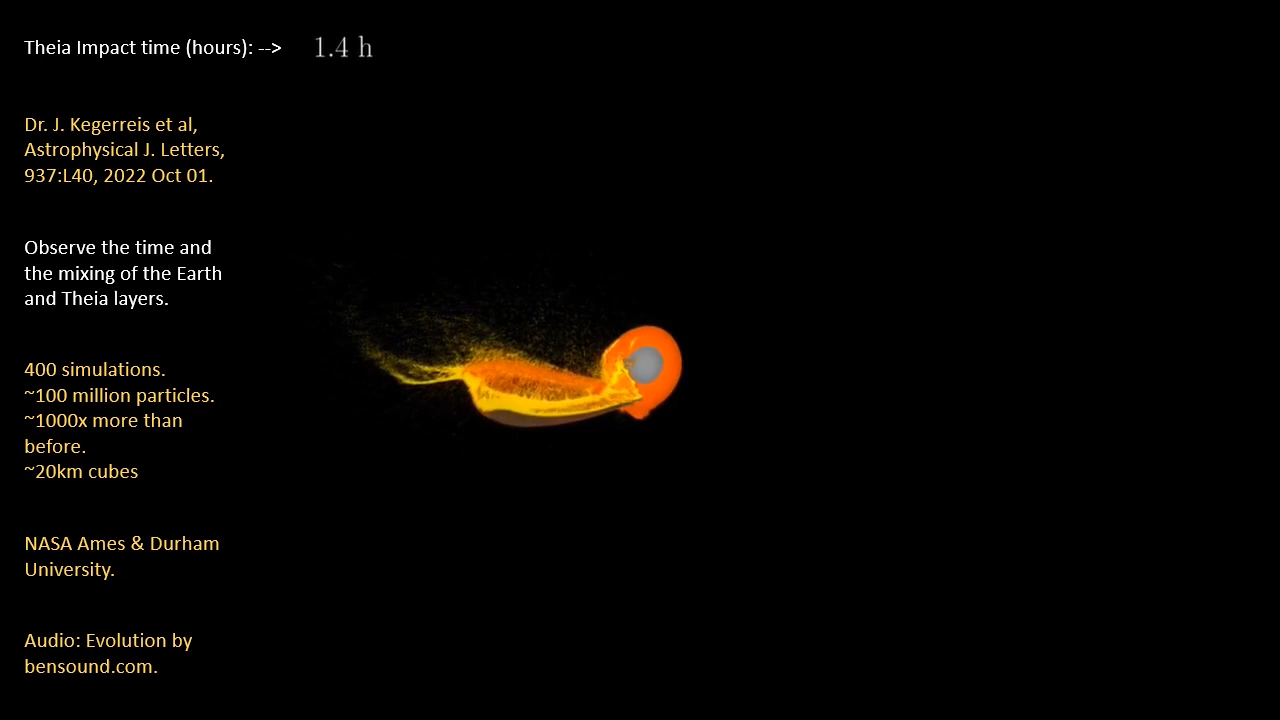 Theia Impact time (hours): --> 1.4 h
Dr. J. Kegerreis et al,
Astrophysical J. Letters,
937:L40, 2022 Oct 01.
Observe the time and
the mixing of the Earth
and Theia layers.
400 simulations.
~100 million particles.
~1000x more than
before.
~20km cubes
NASA Ames & Durham
University.
Audio: Evolution by
bensound.com.